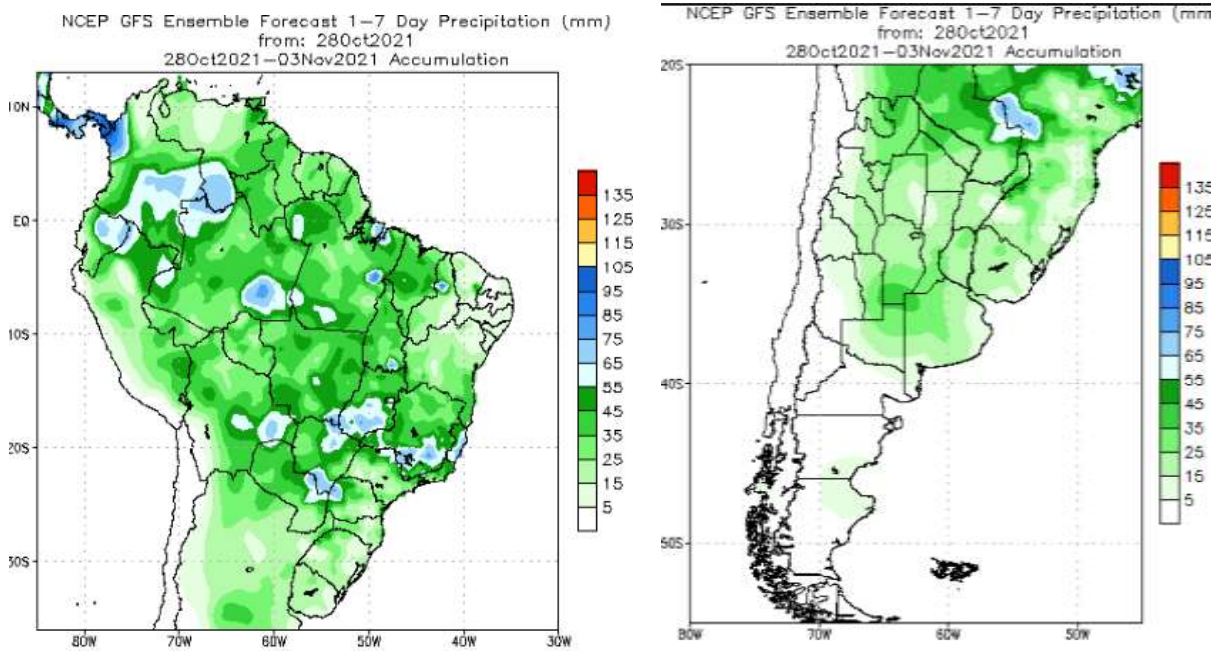 NCEP GFS Ensemble Forecast 1-7 Day Precipitation (mm)
from: 28Oct2021
28Oct2021-03Nov2021 Accumulation
10N
EQ
10S
20S
30S
80W
70W
60W
50W
40W
30W
135
125
115
105
95
85
75
65
55
45
35
25
15
5
NCEP GFS Ensemble Forecast 1-7 Day Precipitation (mm
from: 28Oct2021
28Oct2021-03Nov2021 Accumulation
20S
30S
40S
50S
80W
70W
60W
50W
135
125
115
105
95
85
75
65
55
45
35
25
15
5